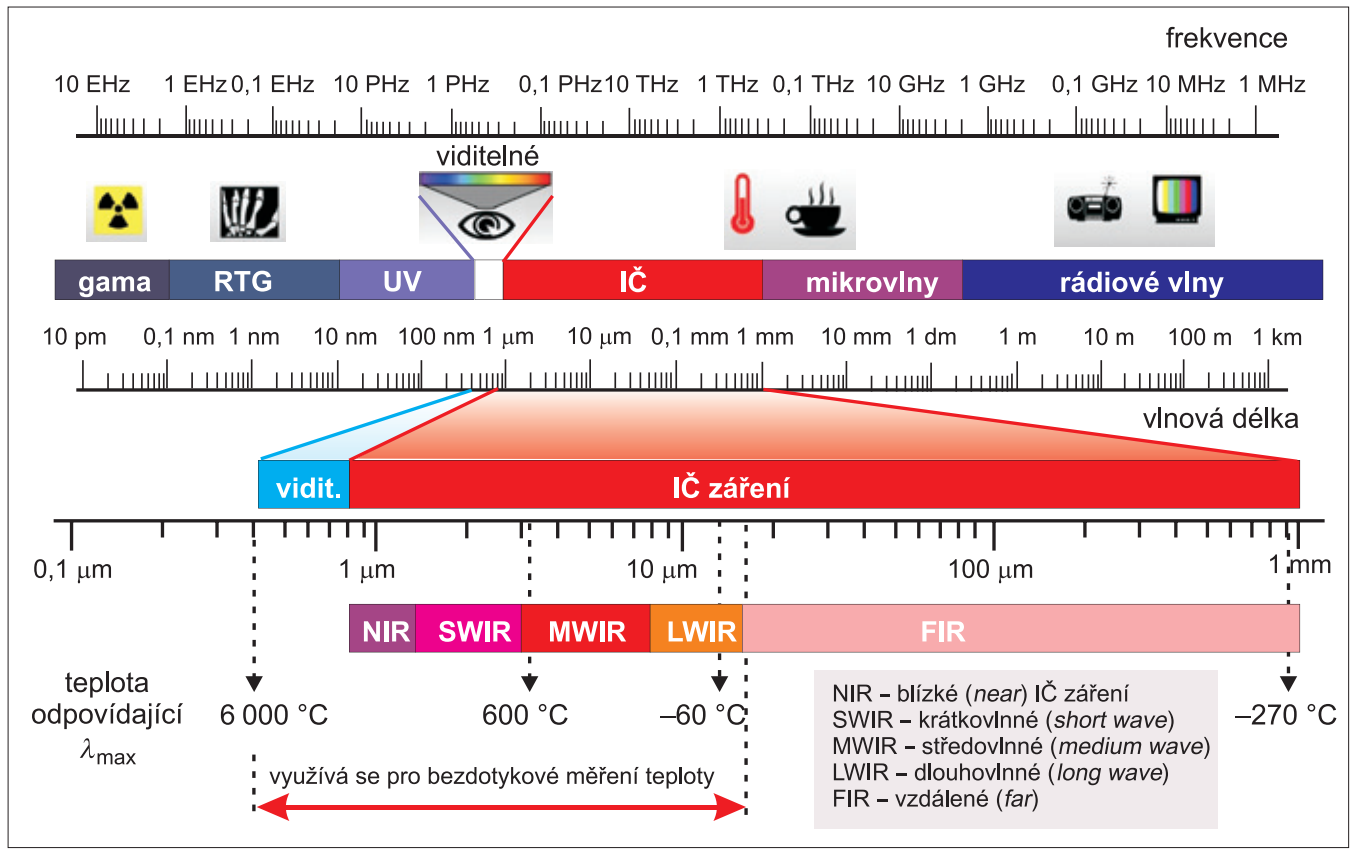 frekvence
10 EHz 1 EHz 0,1 EHz 10 PHz 1 PHz 0,1 PHz 10 THz 1 THz 0,1 THz 10 GHz 1 GHz 0,1 GHz 10 MHz 1 MHz
viditelné
gama RTG UV IČ mikrovlny rádiové vlny
10 pm 0,1 nm 1 nm 10 nm 100 nm 1 μm 10 μm 0,1 mm 1 mm 10 mm 1 dm 1 m 10 m 100 m 1 km
vlnová délka
vidit. IČ záření
0,1 μm 1 μm 10 μm 100 μm 1 mm
NIR SWIR MWIR LWIR FIR
teplota
odpovídající
λmax
6 000 °C 600 °C –60 °C –270 °C
využívá se pro bezdotykové měření teploty
NIR – blízké (near) IČ záření
SWIR – krátkovlnné (short wave)
MWIR – středovlnné (medium wave)
LWIR – dlouhovlnné (long wave)
FIR – vzdálené (far)